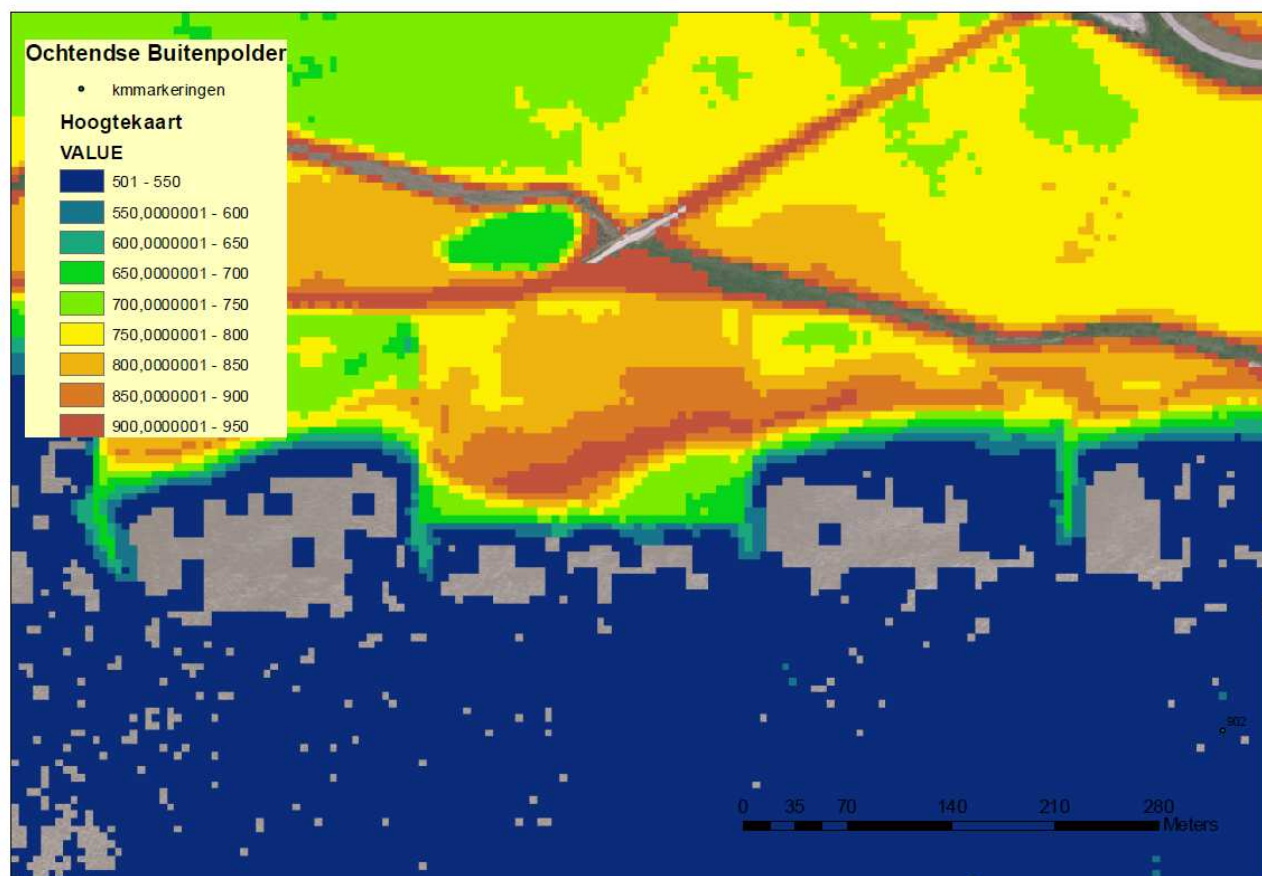 Ochtendse Buitenpolder
kmmarkeringen
Hoogtekaart
VALUE
501 - 550
550,0000001 - 600
600,0000001 - 650
650,0000001 - 700
700,0000001 - 750
750,0000001 - 800
800,0000001 - 850
850,0000001 - 900
900,0000001 - 950
902
0 35 70 140 210 280
Meters